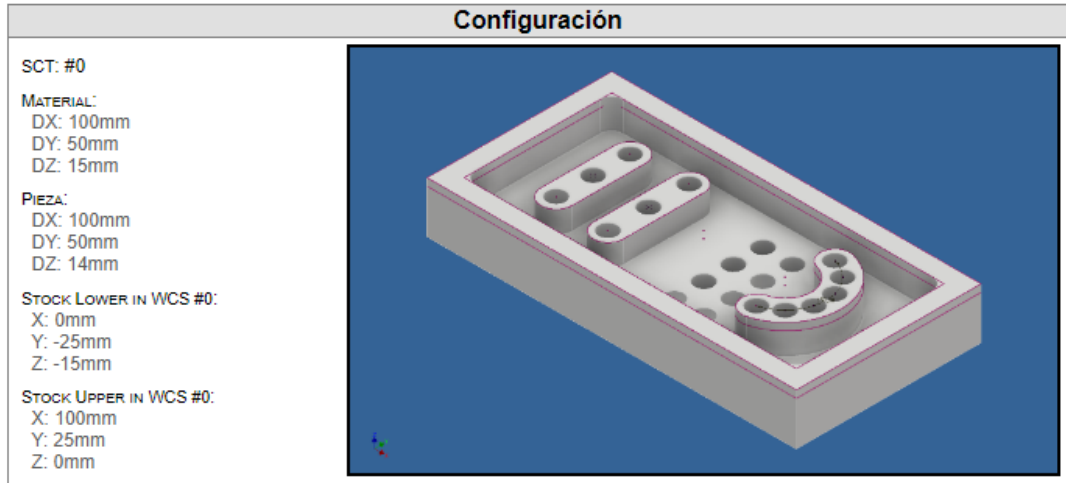 Configuración
SCT: #0
MATERIAL:
DX: 100mm
DY: 50mm
DZ: 15mm
PIEZA:
DX: 100mm
DY: 50mm
DZ: 14mm
STOCK LOWER IN WCS #0:
X: 0mm
Y: -25mm
Z: -15mm
STOCK UPPER IN WCS #0:
X: 100mm
Y: 25mm
Z: 0mm